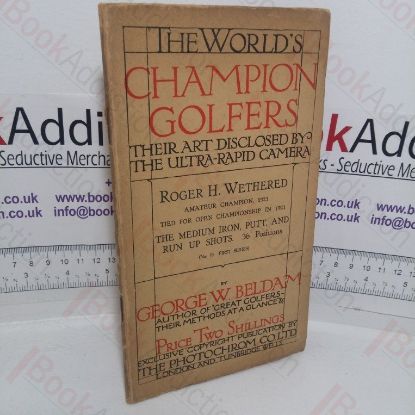 THE WORLD'S
CHAMPION
GOLFERS
THEIR ART DISCLOSED BY
THE ULTRA-RAPID CAMERA
ROGER H. WETHERED
AMATEUR CHAMPION, 1923
TIED FOR OPEN CHAMPIONSHIP IN 1921
THE MEDIUM IRON, PUTT, AND
RUN UP SHOTS. 36 Positions
BY
GEORGE W. BELDAM
AUTHOR OF "GREAT GOLFERS—
THEIR METHODS AT A GLANCE"
PRICE TWO SHILLINGS
EXCLUSIVE COPYRIGHT PUBLICATION BY
THE PHOTOCHROM CO LTD
LONDON AND TUNBRIDGE WELLS